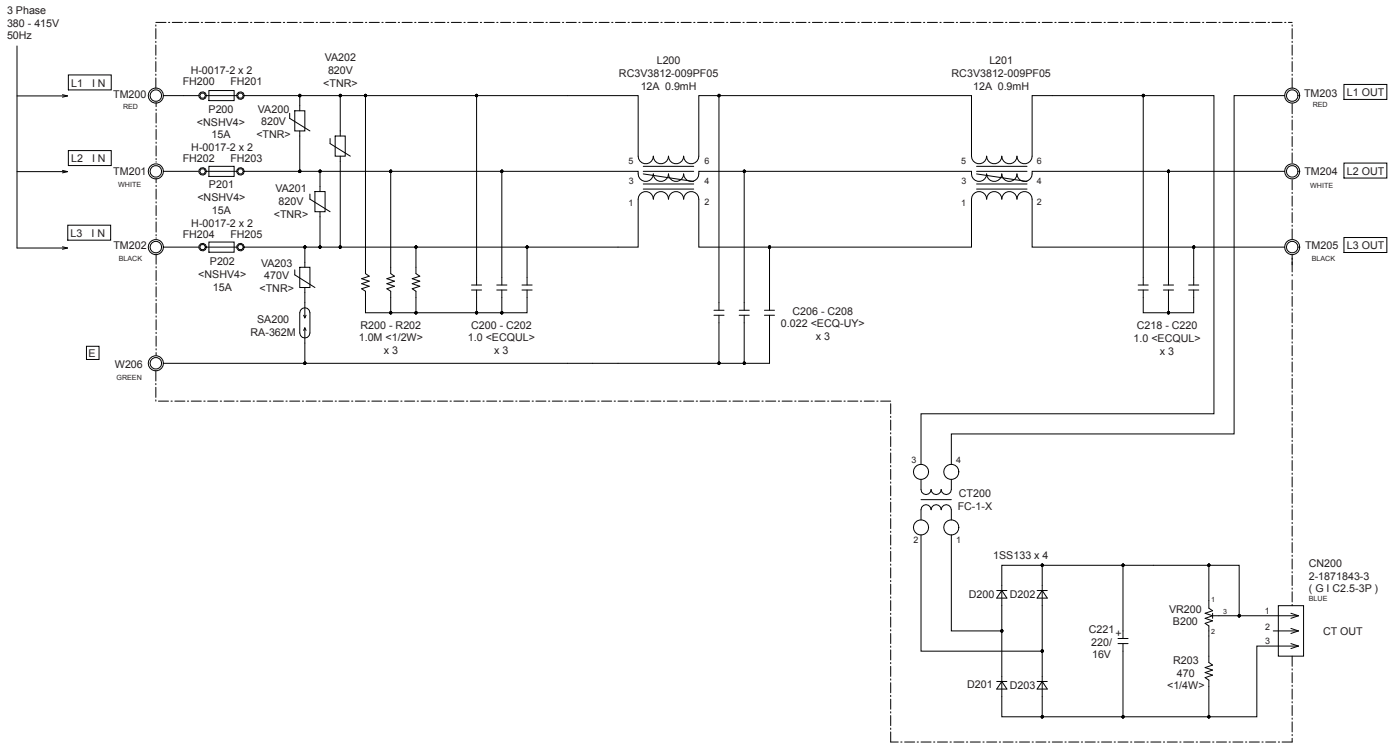 3 Phase
380 - 415V
50Hz
L1 IN
TM200
RED
H-0017-2 x 2
FH200 FH201
P200
<NSHV4>
15A
VA200
820V
<TNR>
VA202
820V
<TNR>
L2 IN
TM201
WHITE
H-0017-2 x 2
FH202 FH203
P201
<NSHV4>
15A
VA201
820V
<TNR>
L3 IN
TM202
BLACK
H-0017-2 x 2
FH204 FH205
P202
<NSHV4>
15A
VA203
470V
<TNR>
SA200
RA-362M
E
W206
GREEN
R200 - R202
1.0M <1/2W>
x 3
C200 - C202
1.0 <ECQUL>
x 3
L200
RC3V3812-009PF05
12A 0.9mH
5 6
3 4
1 2
C206 - C208
0.022 <ECQ-UY>
x 3
L201
RC3V3812-009PF05
12A 0.9mH
5 6
3 4
1 2
C218 - C220
1.0 <ECQUL>
x 3
TM203
RED
L1 OUT
TM204
WHITE
L2 OUT
TM205
BLACK
L3 OUT
3 4
CT200
FC-1-X
2 1
1SS133 x 4
D200 D202
D201 D203
C221
+
220/
16V
1
VR200 3
B200
2
R203
470
<1/4W>
CN200
2-1871843-3
( G I C2.5-3P )
BLUE
1
2
3
CT OUT